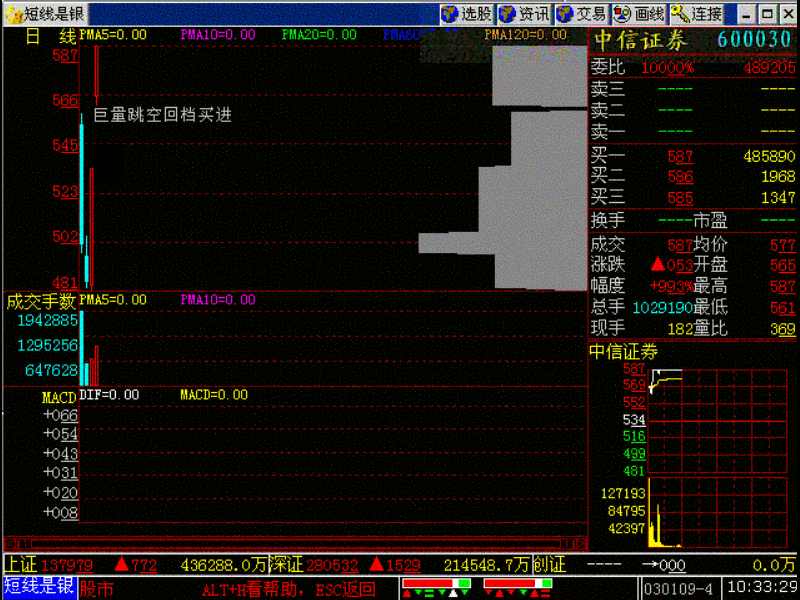 短线是银 选股 资讯 交易 画线 连接
日 线 PMA5=0.00 PMA10=0.00 PMA20=0.00 PMA120=0.00
中信证券 600030
587
566
545
523
502
481
巨量跳空回档买进
委比 10000% 489205
卖三 ---- ----
卖二 ---- ----
卖一 ---- ----
买一 587 485890
买二 586 1968
买三 585 1347
换手 ---- 市盈 ----
成交 587 均价 577
涨跌 ▲053 开盘 565
幅度 +993% 最高 587
总手 1029190 最低 561
现手 182 量比 369
成交手数 PMA5=0.00 PMA10=0.00
1942885
1295256
647628
MACD DIF=0.00 MACD=0.00
+066
+054
+043
+031
+020
+008
中信证券
587
569
552
534
516
499
481
127193
84795
42397
上证 137979 ▲772 436288.0万 深证 280532 ▲1529 214548.7万 创证 ---- →000 0.0万
短线是银 股市 ALT+H看帮助, ESC返回 030109-4 10:33:29